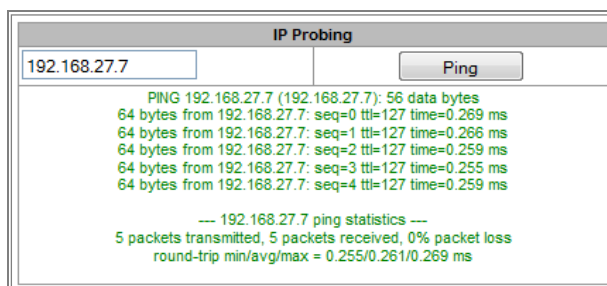 IP Probing
192.168.27.7
Ping
PING 192.168.27.7 (192.168.27.7): 56 data bytes
64 bytes from 192.168.27.7: seq=0 ttl=127 time=0.269 ms
64 bytes from 192.168.27.7: seq=1 ttl=127 time=0.266 ms
64 bytes from 192.168.27.7: seq=2 ttl=127 time=0.259 ms
64 bytes from 192.168.27.7: seq=3 ttl=127 time=0.255 ms
64 bytes from 192.168.27.7: seq=4 ttl=127 time=0.259 ms
--- 192.168.27.7 ping statistics ---
5 packets transmitted, 5 packets received, 0% packet loss
round-trip min/avg/max = 0.255/0.261/0.269 ms